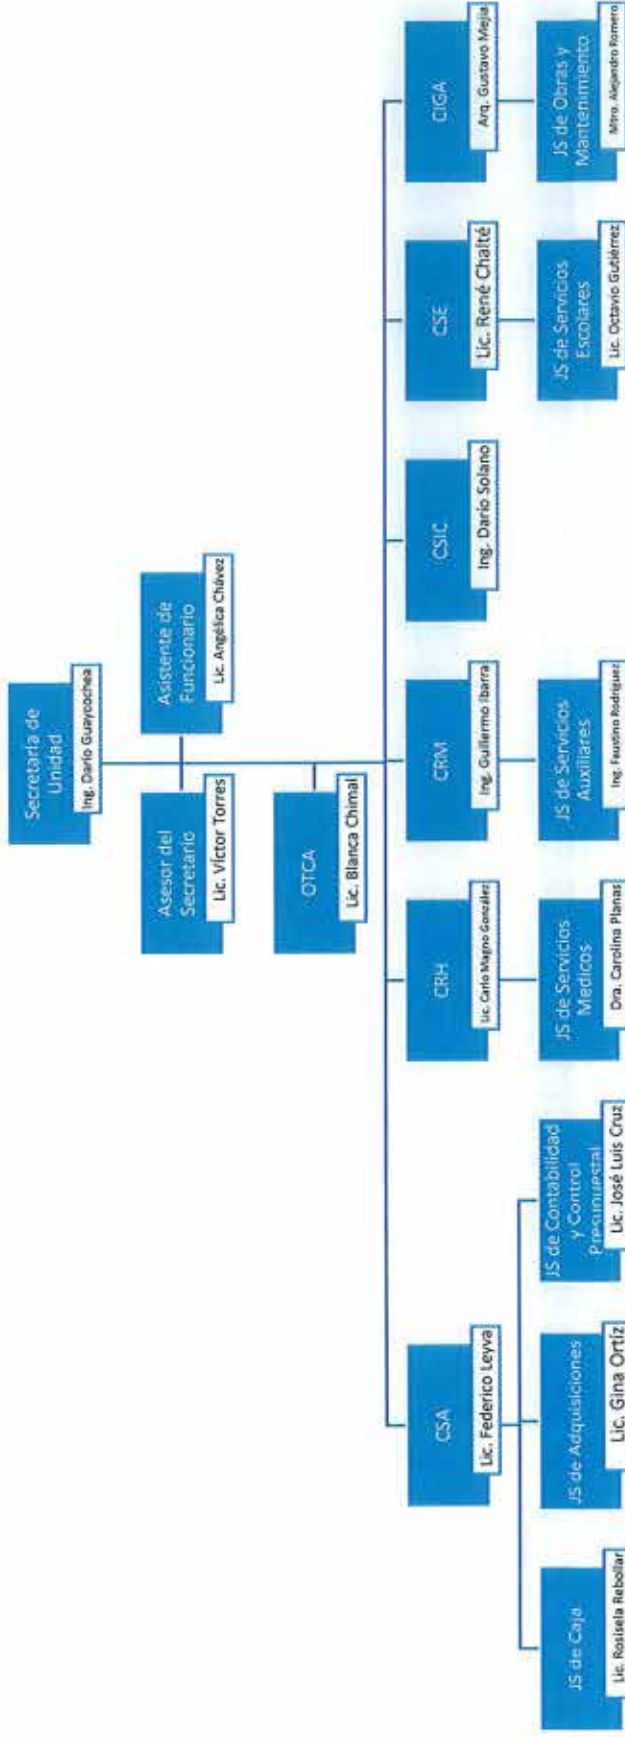 Secretaría de
Unidad
Ing. Darío Guaycochea
Asesor del
Secretario
Lic. Víctor Torres
Asistente de
Funcionario
Lic. Angélica Chávez
OTCA
Lic. Blanca Chimal
CSA
Lic. Federico Leyva
CRH
Lic. Carlo Magno González
CRM
Ing. Guillermo Ibarra
CSIC
Ing. Darío Solano
CSE
Lic. René Chalté
CIGA
Arq. Gustavo Mejia
JS de Caja
Lic. Rosisela Rebollar
JS de Adquisiciones
Lic. Gina Ortíz
JS de Contabilidad
y Control
Presupuestal
Lic. José Luis Cruz
JS de Servicios
Medicos
Dra. Carolina Planas
JS de Servicios
Auxiliares
Ing. Faustino Rodríguez
JS de Servicios
Escolares
Lic. Octavio Gutiérrez
JS de Obras y
Mantenimiento
Mtro. Alejandro Romero